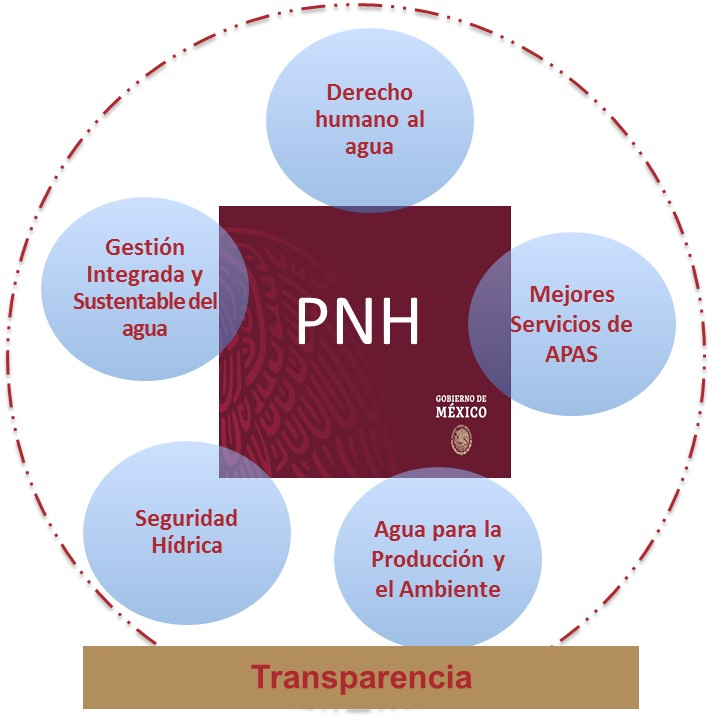 Derecho
humano al
agua
Gestión
Integrada y
Sustentable del
agua
PNH
Mejores
Servicios de
APAS
GOBIERNO DE
MÉXICO
Seguridad
Hídrica
Agua para la
Producción y
el Ambiente
Transparencia